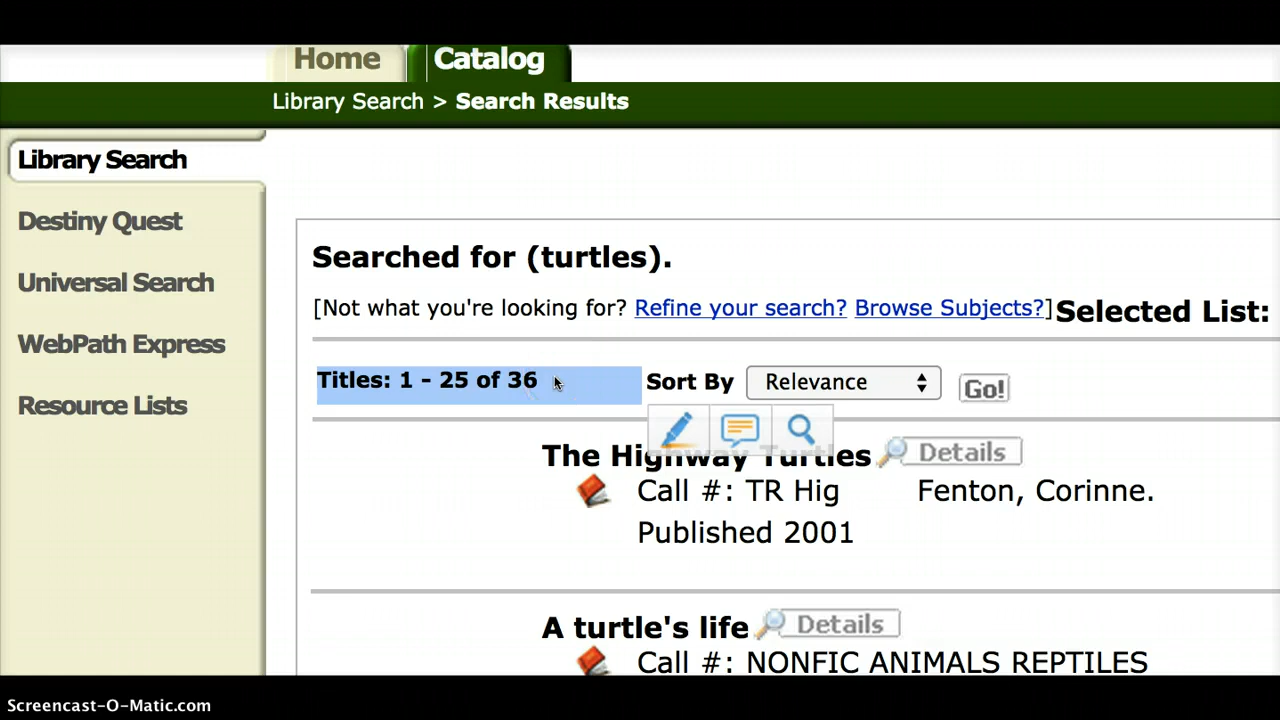 Home Catalog
Library Search > Search Results
Library Search
Destiny Quest
Universal Search
WebPath Express
Resource Lists
Searched for (turtles).
[Not what you're looking for? Refine your search? Browse Subjects?] Selected List:
Titles: 1 - 25 of 36 Sort By Relevance Go!
The Highway Turtles Details
Call #: TR Hig Fenton, Corinne.
Published 2001
A turtle's life Details
Call #: NONFIC ANIMALS REPTILES
Screencast-O-Matic.com